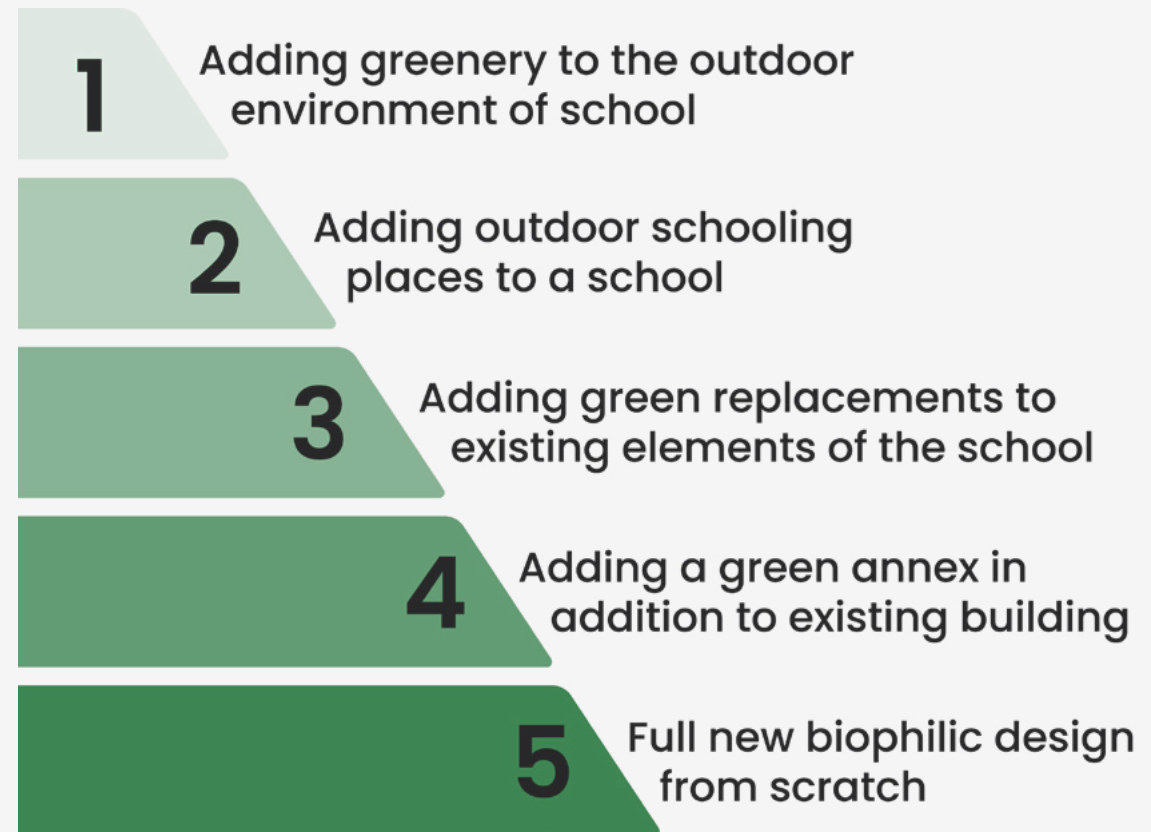 1
Adding greenery to the outdoor
environment of school
2
Adding outdoor schooling
places to a school
3
Adding green replacements to
existing elements of the school
4
Adding a green annex in
addition to existing building
5
Full new biophilic design
from scratch